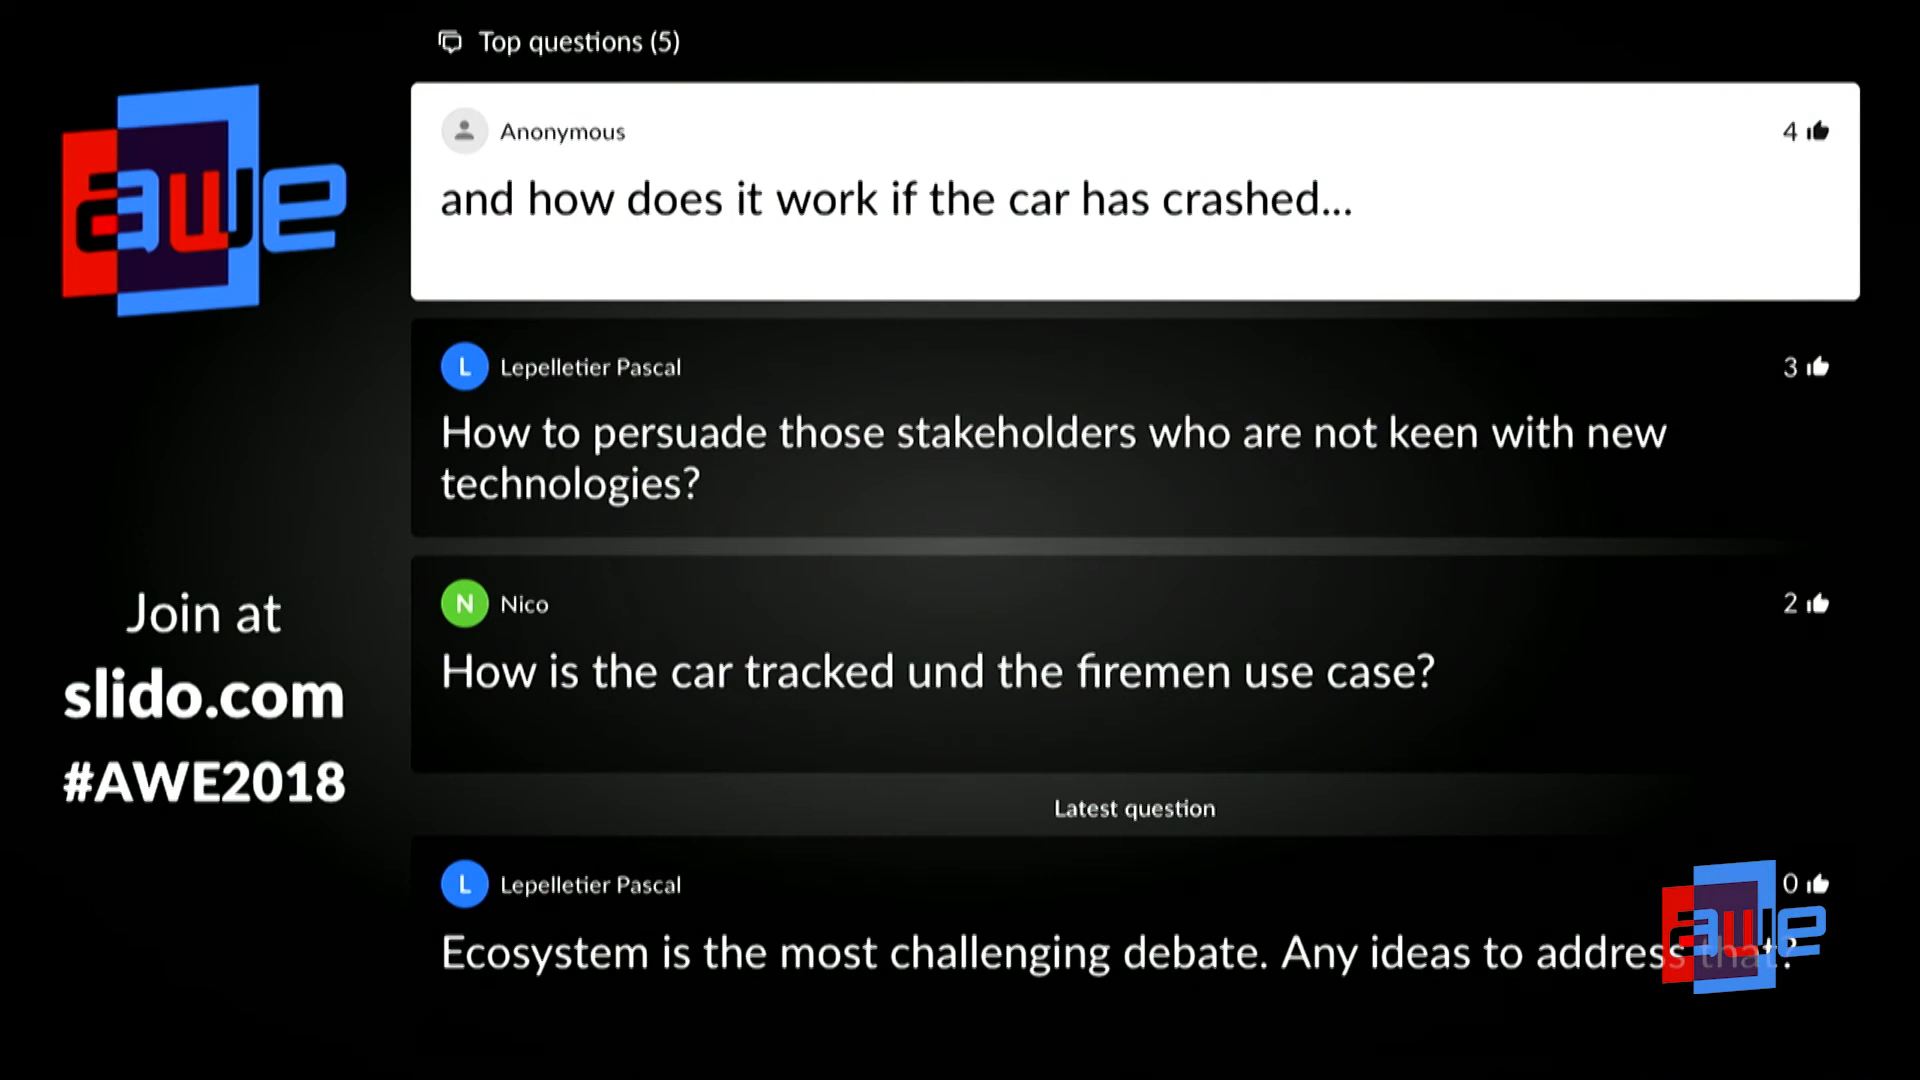 Top questions (5)
awe
Anonymous
4
and how does it work if the car has crashed...
L
Lepelletier Pascal
3
How to persuade those stakeholders who are not keen with new
technologies?
Join at
slido.com
#AWE2018
N
Nico
2
How is the car tracked und the firemen use case?
Latest question
L
Lepelletier Pascal
0
Ecosystem is the most challenging debate. Any ideas to address that?
awe